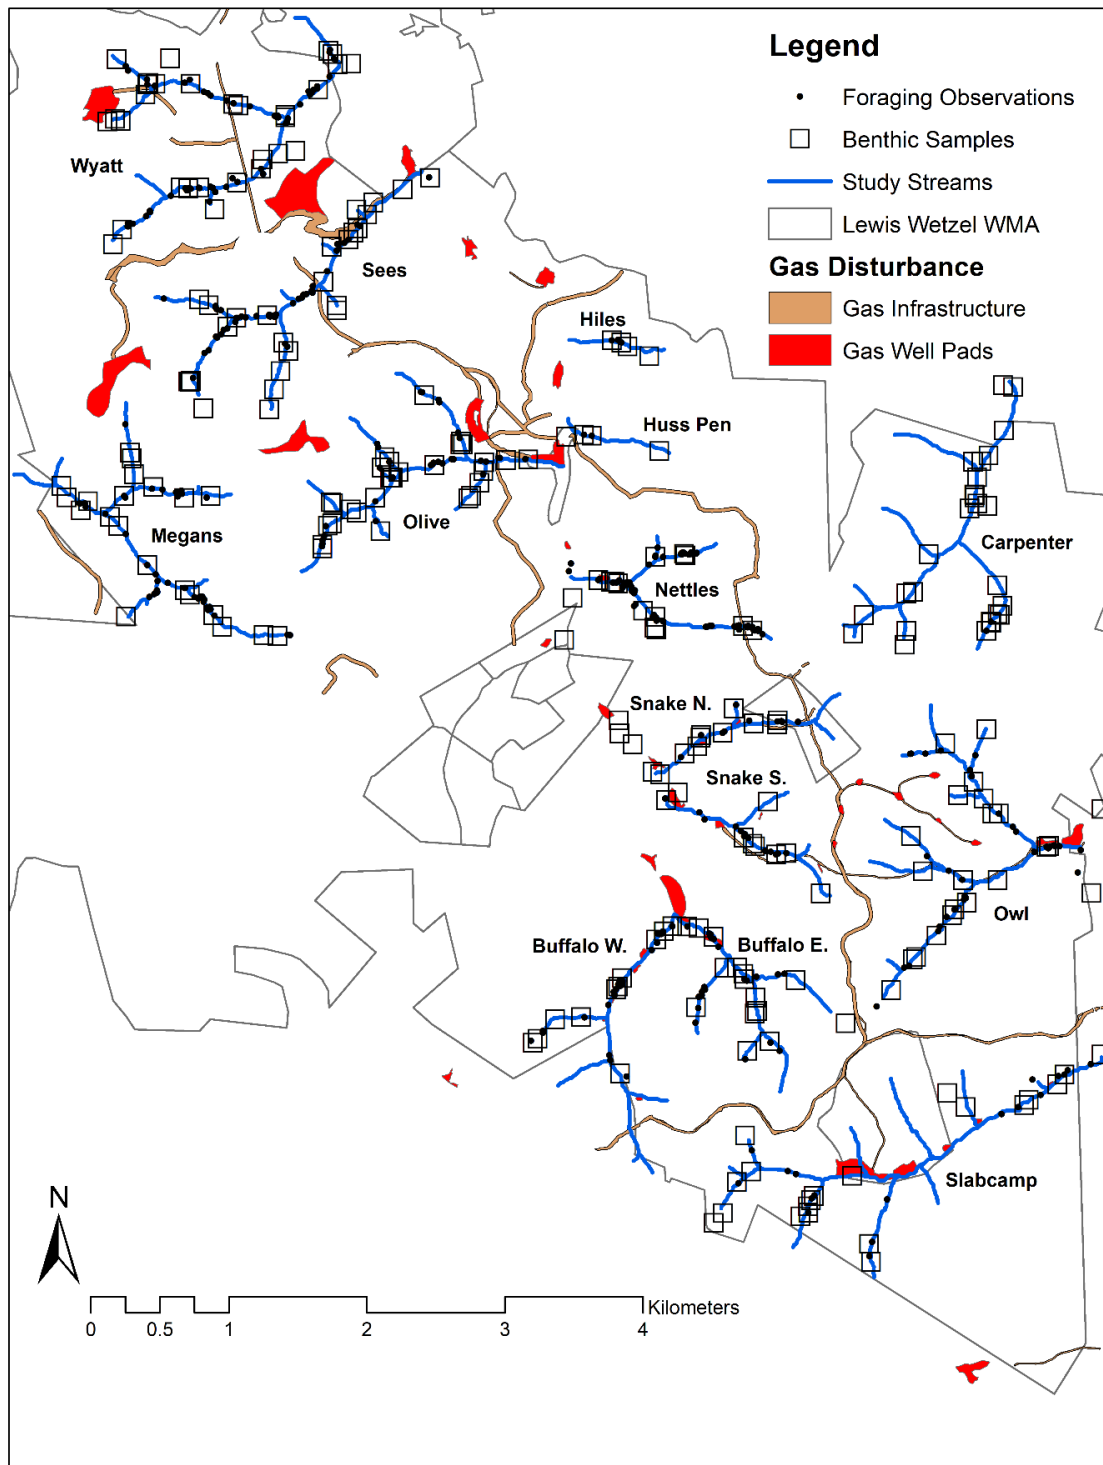 Legend
Foraging Observations
Benthic Samples
Study Streams
Lewis Wetzel WMA
Gas Disturbance
Gas Infrastructure
Gas Well Pads
Wyatt
Sees
Hiles
Huss Pen
Megans
Olive
Carpenter
Nettles
Snake N.
Snake S.
Owl
Buffalo W.
Buffalo E.
Slabcamp
N
Kilometers
0 0.5 1 2 3 4